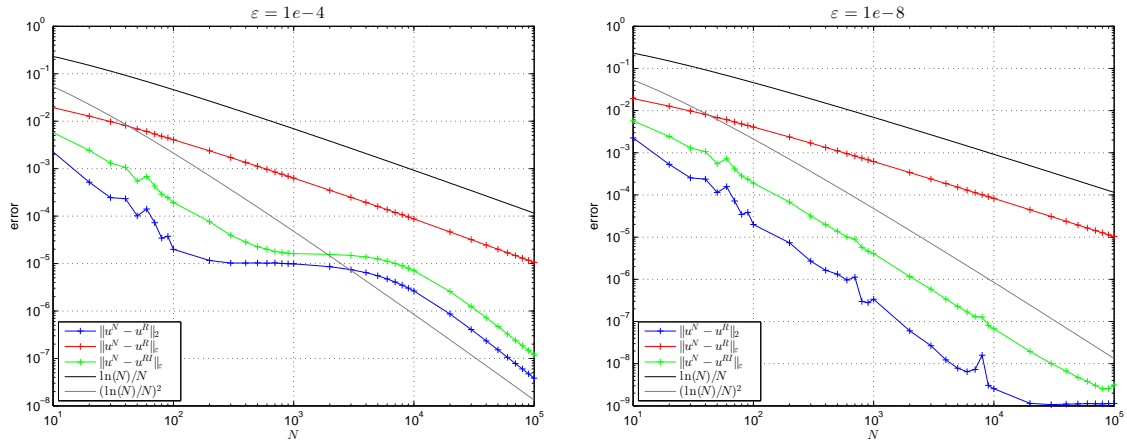 ε = 1e−4
10^0
10^-1
10^-2
10^-3
10^-4
10^-5
10^-6
10^-7
10^-8
error
‖u^N − u^R‖_2
‖u^N − u^R‖_ε
‖u^N − u^{RI}‖_ε
ln(N)/N
(ln(N)/N)^2
10^1 10^2 10^3 10^4 10^5
N
ε = 1e−8
10^0
10^-1
10^-2
10^-3
10^-4
10^-5
10^-6
10^-7
10^-8
10^-9
error
‖u^N − u^R‖_2
‖u^N − u^R‖_ε
‖u^N − u^{RI}‖_ε
ln(N)/N
(ln(N)/N)^2
10^1 10^2 10^3 10^4 10^5
N